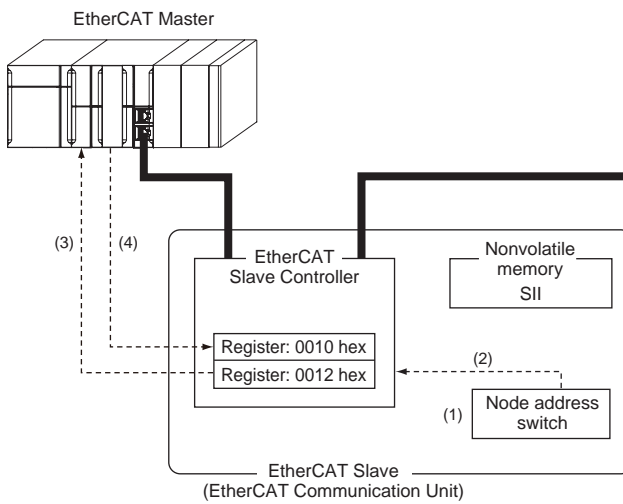 EtherCAT Master
(3)
(4)
EtherCAT
Slave Controller
Nonvolatile
memory
SII
Register: 0010 hex
Register: 0012 hex
(2)
(1)
Node address
switch
EtherCAT Slave
(EtherCAT Communication Unit)